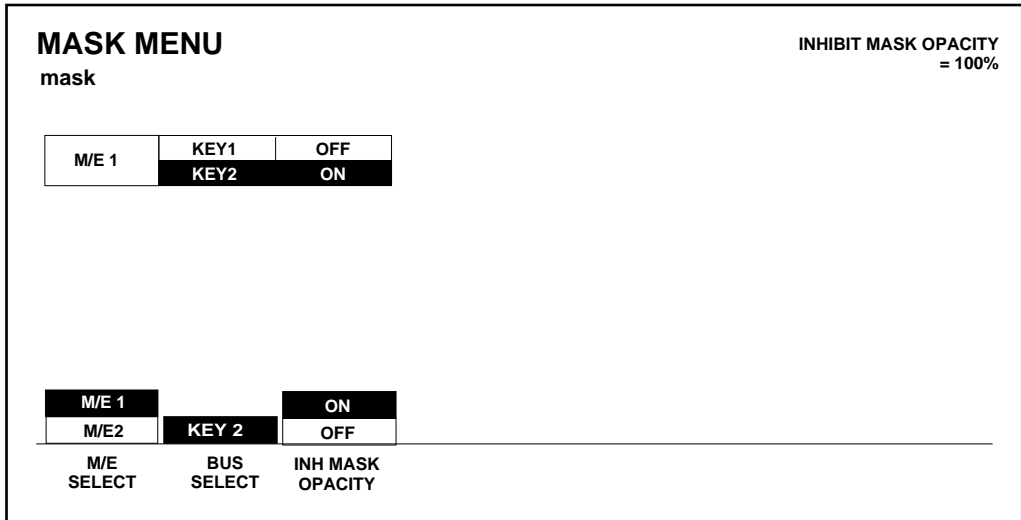 MASK MENU
mask
INHIBIT MASK OPACITY
= 100%
M/E 1 KEY1 OFF
KEY2 ON
M/E 1 ON
M/E2 KEY 2 OFF
M/E BUS INH MASK
SELECT SELECT OPACITY